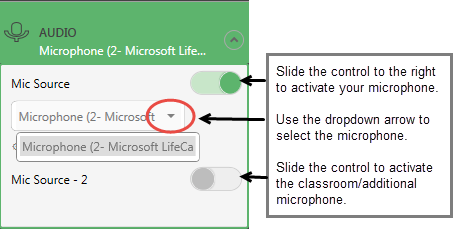 AUDIO
Microphone (2- Microsoft Life...
Mic Source
Microphone (2- Microsoft
Microphone (2- Microsoft LifeCa
Mic Source - 2
Slide the control to the right
to activate your microphone.
Use the dropdown arrow to
select the microphone.
Slide the control to activate
the classroom/additional
microphone.